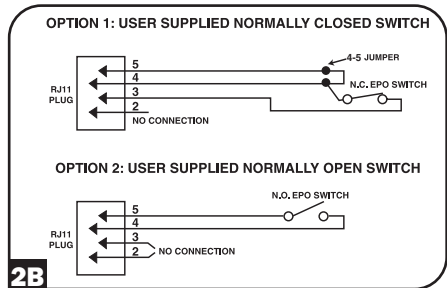 OPTION 1: USER SUPPLIED NORMALLY CLOSED SWITCH
4-5 JUMPER
5
4
N.C. EPO SWITCH
RJ11
PLUG
3
2
NO CONNECTION
OPTION 2: USER SUPPLIED NORMALLY OPEN SWITCH
N.O. EPO SWITCH
5
4
RJ11
PLUG
3
2
NO CONNECTION
2B